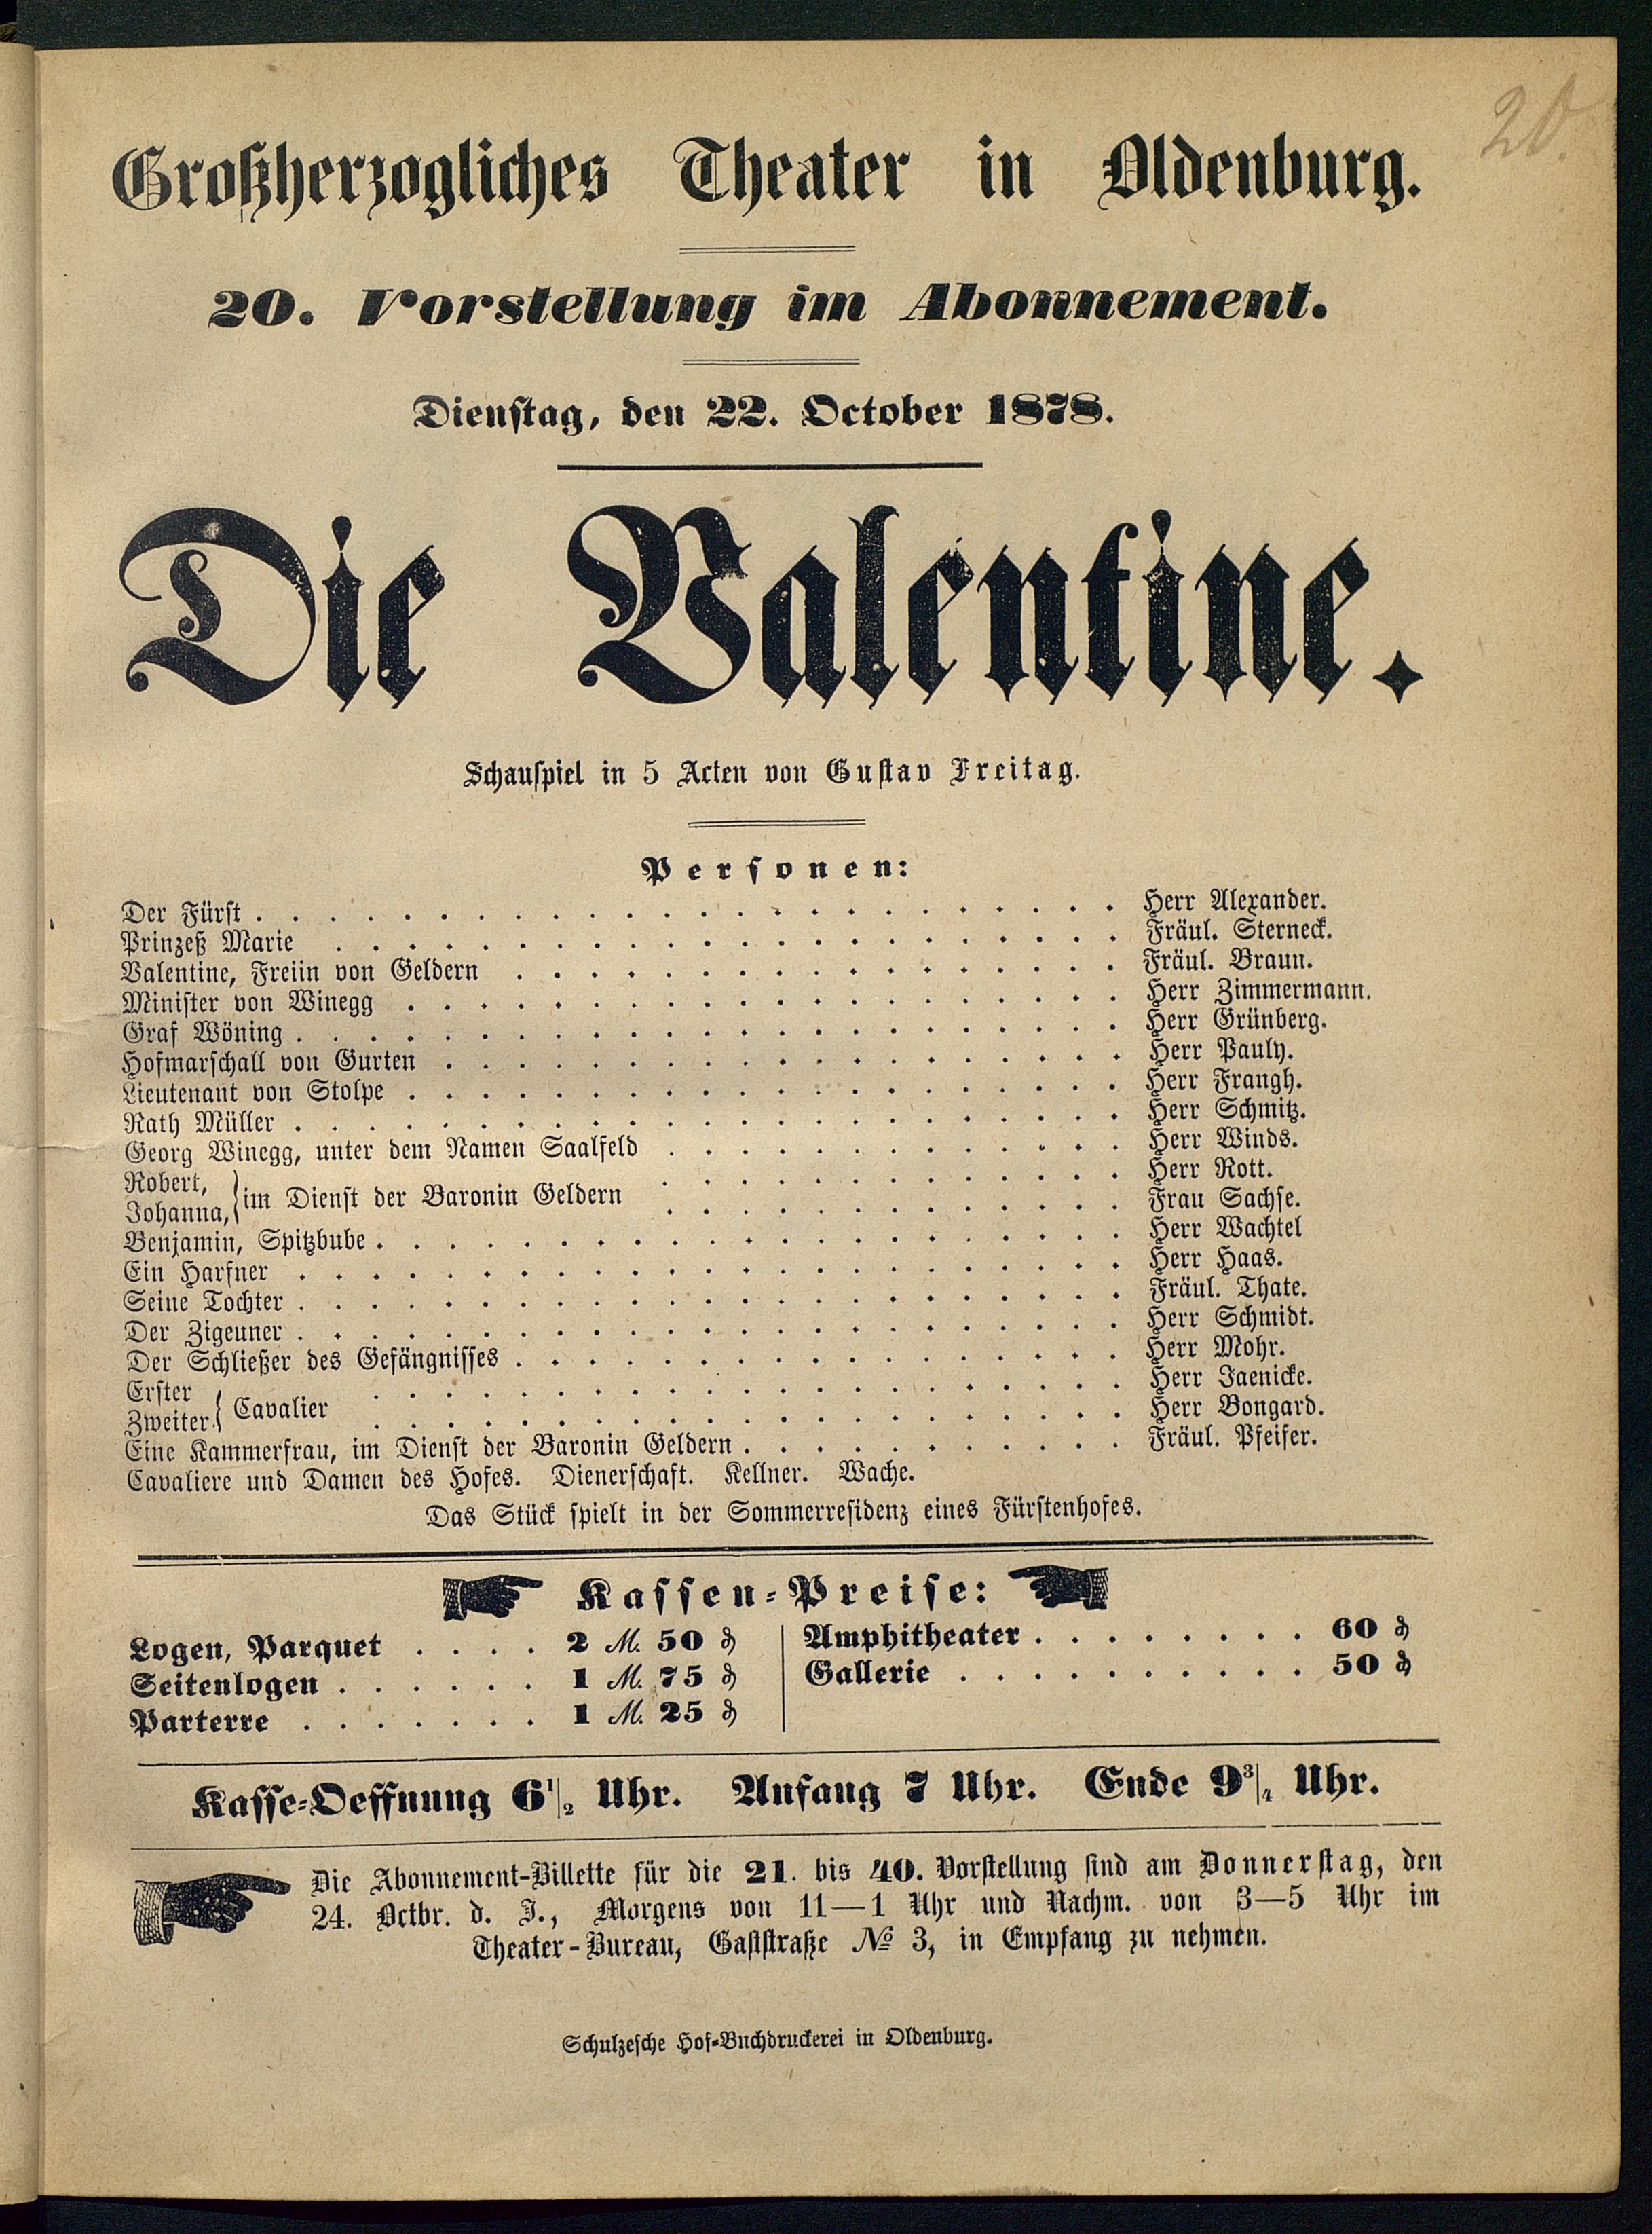 20.
Großherzogliches Theater in Oldenburg.
20. Vorstellung im Abonnement.
Dienstag, den 22. October 1878.
Die Valentine.
Schauspiel in 5 Acten von Gustav Freitag.
Personen:
Der Fürst . . . . . Herr Alexander.
Prinzeß Marie . . . . . Fräul. Sterneck.
Valentine, Freiin von Geldern . . . . . Fräul. Braun.
Minister von Winegg . . . . . Herr Zimmermann.
Graf Wöning . . . . . Herr Grünberg.
Hofmarschall von Gurten . . . . . Herr Pauly.
Lieutenant von Stolpe . . . . . Herr Frangh.
Rath Müller . . . . . Herr Schmitz.
Georg Winegg, unter dem Namen Saalfeld . . . . . Herr Winds.
Robert, } im Dienst der Baronin Geldern . . . . . Herr Rott.
Johanna, } . . . . . Frau Sachse.
Benjamin, Spitzbube . . . . . Herr Wachtel
Ein Harfner . . . . . Herr Haas.
Seine Tochter . . . . . Fräul. Thate.
Der Zigeuner . . . . . Herr Schmidt.
Der Schließer des Gefängnisses . . . . . Herr Mohr.
Erster { Cavalier . . . . . Herr Jaenicke.
Zweiter { . . . . . Herr Bongard.
Eine Kammerfrau, im Dienst der Baronin Geldern . . . . . Fräul. Pfeifer.
Cavaliere und Damen des Hofes. Dienerschaft. Kellner. Wache.
Das Stück spielt in der Sommerresidenz eines Fürstenhofes.
Kassen-Preise:
Logen, Parquet . . . . 2 M. 50 ₰
Seitenlogen . . . . . . 1 M. 75 ₰
Parterre . . . . . . . 1 M. 25 ₰
Amphitheater . . . . . . . . 60 ₰
Gallerie . . . . . . . . . . 50 ₰
Kasse-Oeffnung 6 1/2 Uhr. Anfang 7 Uhr. Ende 9 3/4 Uhr.
Die Abonnement-Billette für die 21. bis 40. Vorstellung sind am Donnerstag, den
24. Octbr. d. J., Morgens von 11—1 Uhr und Nachm. von 3—5 Uhr im
Theater-Bureau, Gaststraße № 3, in Empfang zu nehmen.
Schulzesche Hof-Buchdruckerei in Oldenburg.